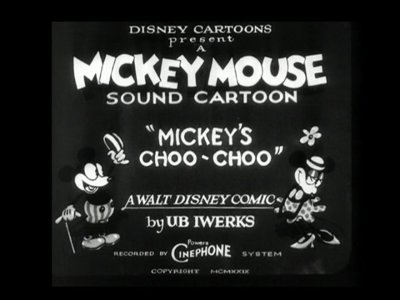 DISNEY CARTOONS
present
A
MICKEY MOUSE
SOUND CARTOON
"MICKEY'S
CHOO-CHOO"
A WALT DISNEY COMIC
by UB IWERKS
Powers
RECORDED BY CINEPHONE SYSTEM
COPYRIGHT MCMXXIX